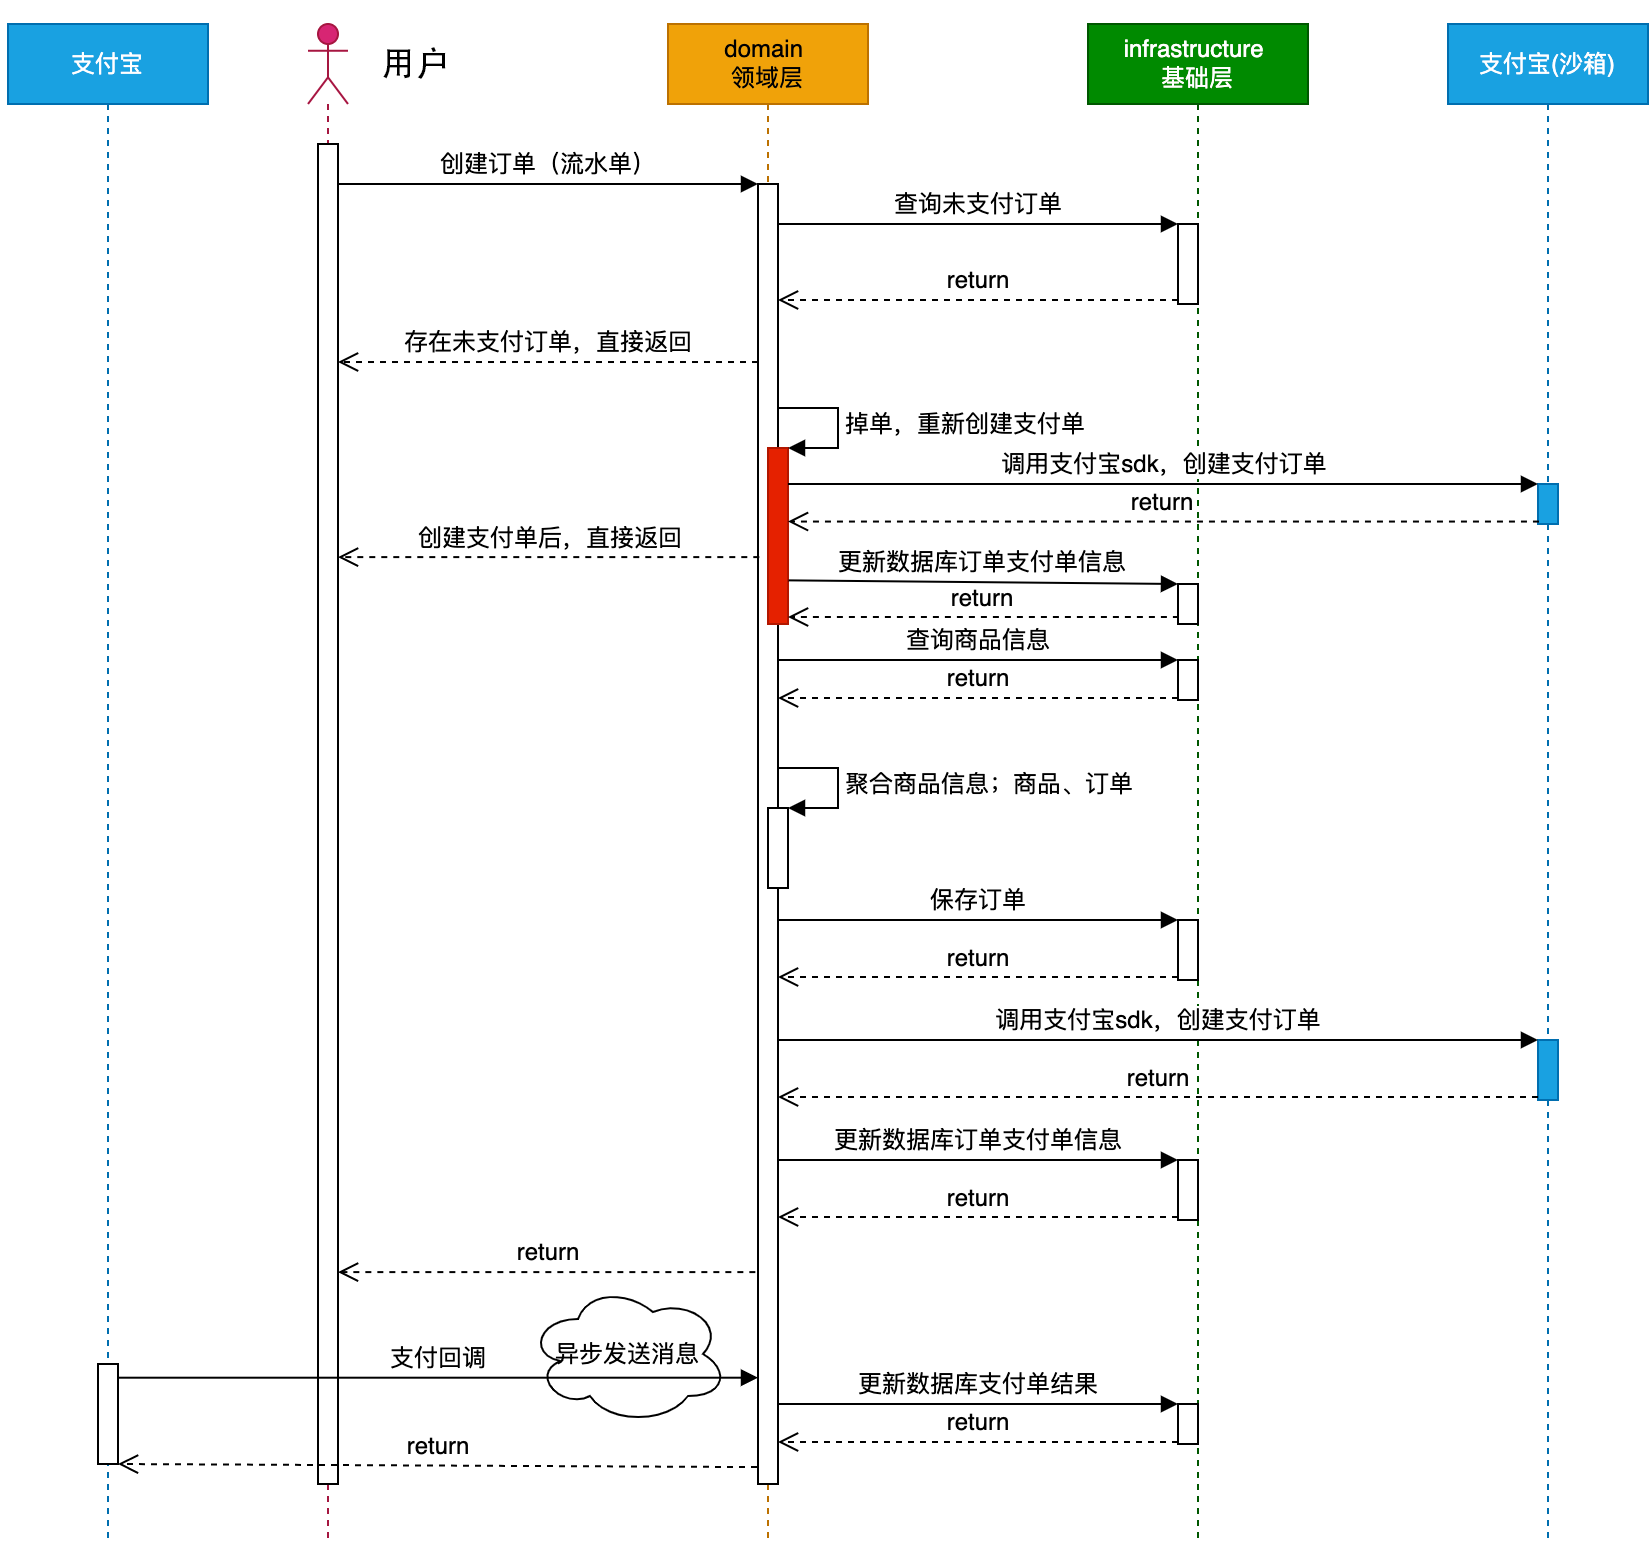 支付宝
用户
domain
领域层
infrastructure
基础层
支付宝(沙箱)
创建订单（流水单）
查询未支付订单
return
存在未支付订单，直接返回
掉单，重新创建支付单
调用支付宝sdk，创建支付订单
return
创建支付单后，直接返回
更新数据库订单支付单信息
return
查询商品信息
return
聚合商品信息；商品、订单
保存订单
return
调用支付宝sdk，创建支付订单
return
更新数据库订单支付单信息
return
return
异步发送消息
支付回调
更新数据库支付单结果
return
return